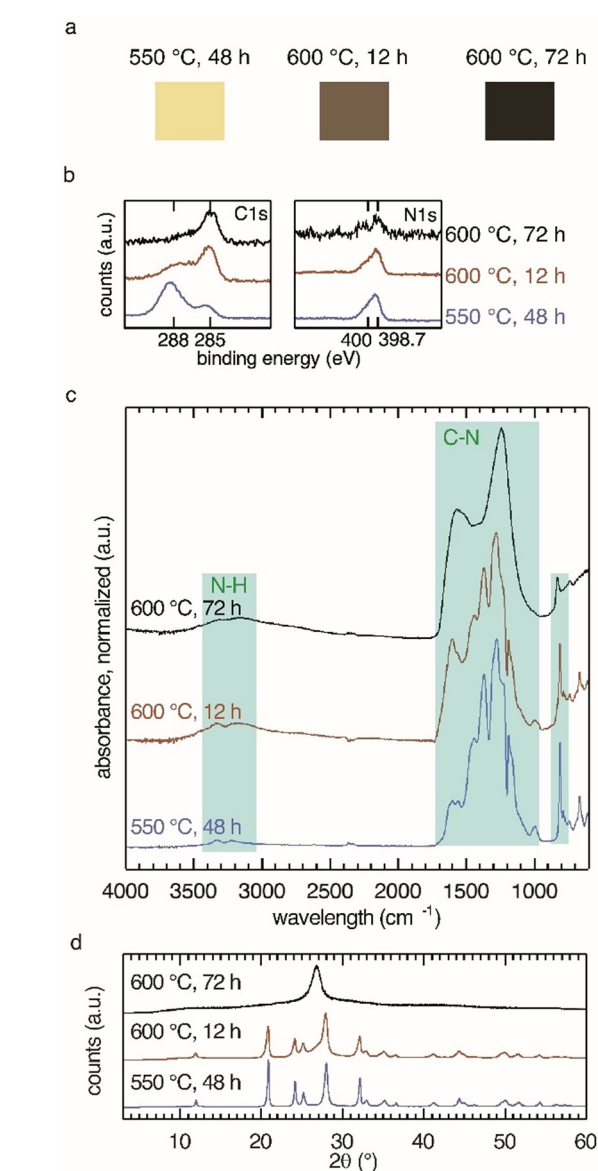 a
550 °C, 48 h 600 °C, 12 h 600 °C, 72 h
b
counts (a.u.)
C1s
N1s
600 °C, 72 h
600 °C, 12 h
550 °C, 48 h
288 285
400 398.7
binding energy (eV)
c
absorbance, normalized (a.u.)
C-N
N-H
600 °C, 72 h
600 °C, 12 h
550 °C, 48 h
4000 3500 3000 2500 2000 1500 1000
wavelength (cm -1)
d
counts (a.u.)
600 °C, 72 h
600 °C, 12 h
550 °C, 48 h
10 20 30 40 50 60
2θ (°)